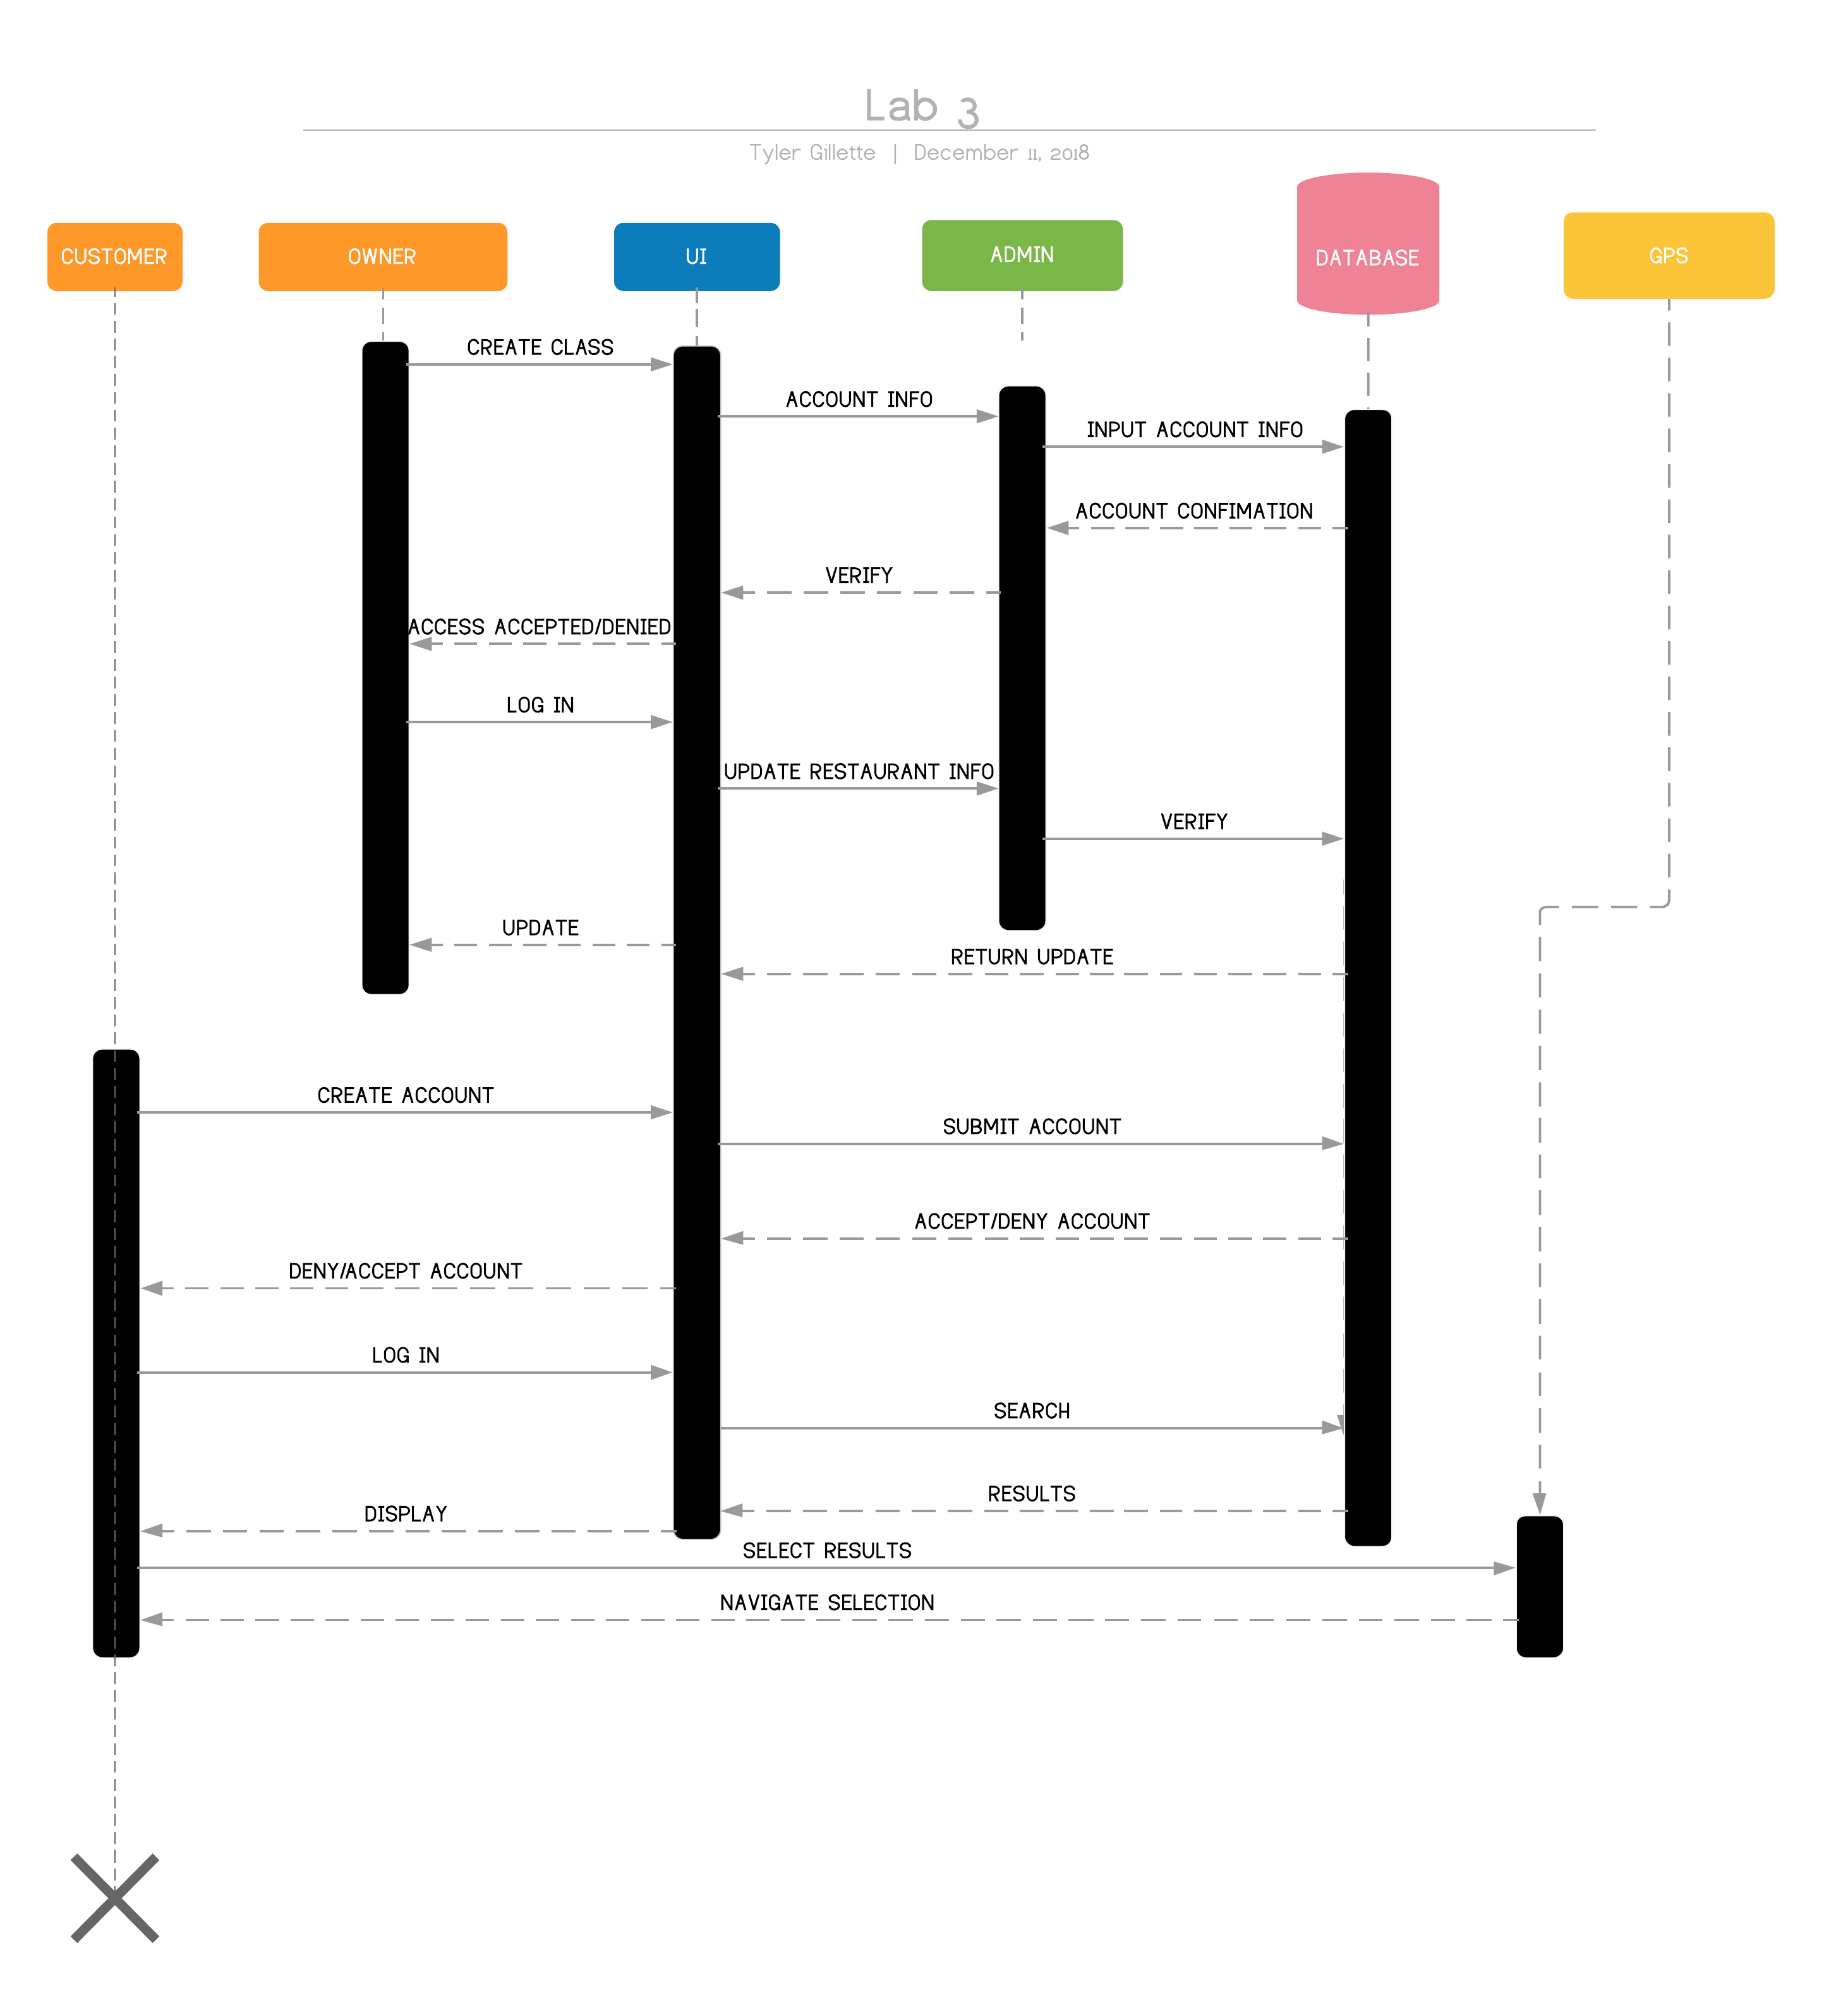 Lab 3
Tyler Gillette | December 11, 2018
CUSTOMER
OWNER
UI
ADMIN
DATABASE
GPS
CREATE CLASS
ACCOUNT INFO
INPUT ACCOUNT INFO
ACCOUNT CONFIMATION
VERIFY
ACCESS ACCEPTED/DENIED
LOG IN
UPDATE RESTAURANT INFO
VERIFY
UPDATE
RETURN UPDATE
CREATE ACCOUNT
SUBMIT ACCOUNT
ACCEPT/DENY ACCOUNT
DENY/ACCEPT ACCOUNT
LOG IN
SEARCH
RESULTS
DISPLAY
SELECT RESULTS
NAVIGATE SELECTION